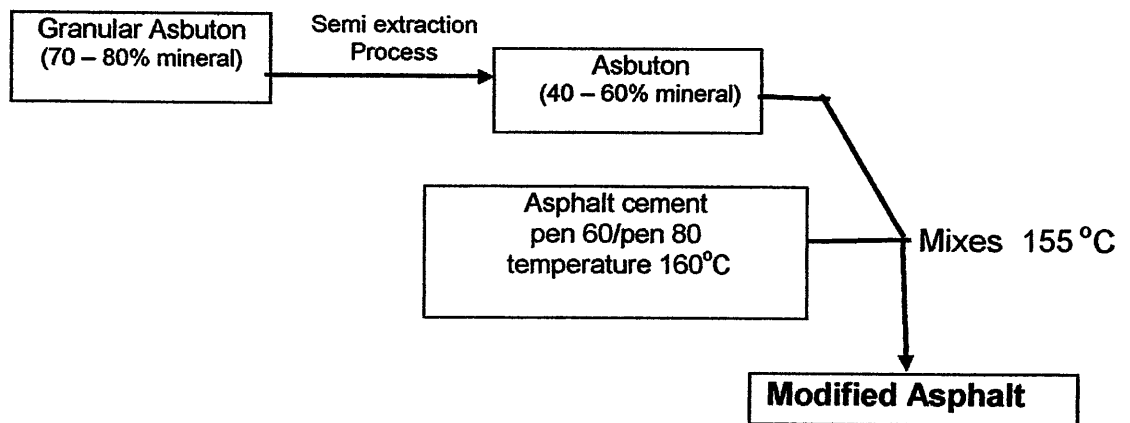 Granular Asbuton
(70 – 80% mineral)
Semi extraction
Process
Asbuton
(40 – 60% mineral)
Asphalt cement
pen 60/pen 80
temperature 160°C
Mixes 155 °C
Modified Asphalt